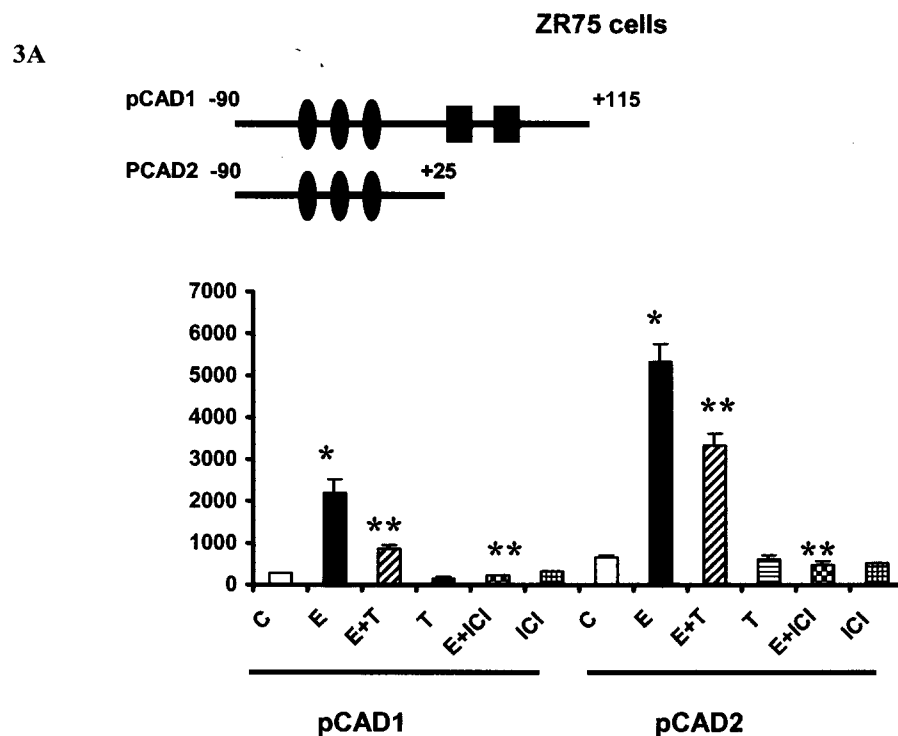 ZR75 cells
3A
pCAD1 -90 +115
PCAD2 -90 +25
7000
6000
5000
4000
3000
2000
1000
0
* ** ** * ** **
C E E+T T E+ICI ICI C E E+T T E+ICI ICI
pCAD1 pCAD2